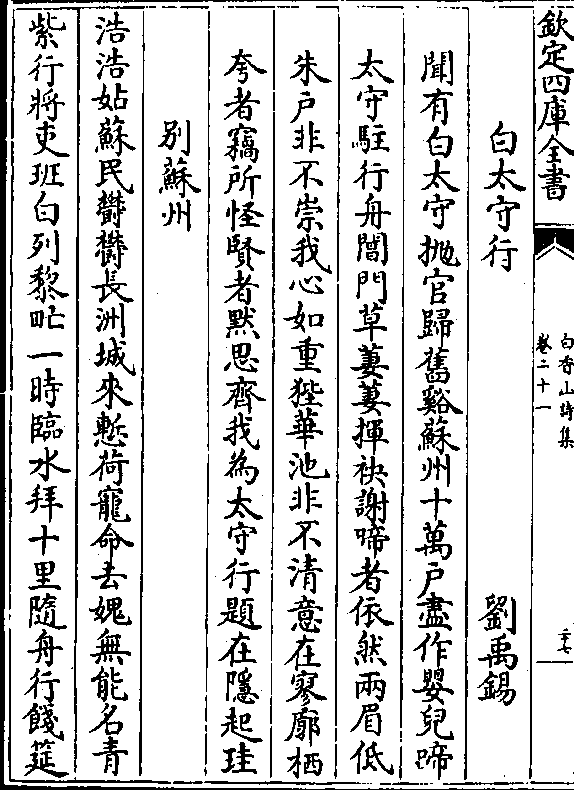 欽定四庫全書
白香山詩集
卷二十一
二十七
白太守行　劉禹錫
聞有白太守拋官歸舊谿蘇州十萬户盡作嬰兒啼
太守駐行舟閶門草萋萋揮袂謝啼者依然兩眉低
朱户非不崇我心如重狴華池非不清意在寥廓栖
夸者竊所怪賢者默思齊我為太守行題在隱起珪
别蘇州
浩浩姑蘇民鬱鬱長洲城來慙荷寵命去媿無能名青
紫行將吏班白列黎甿一時臨水拜十里隨舟行餞筵